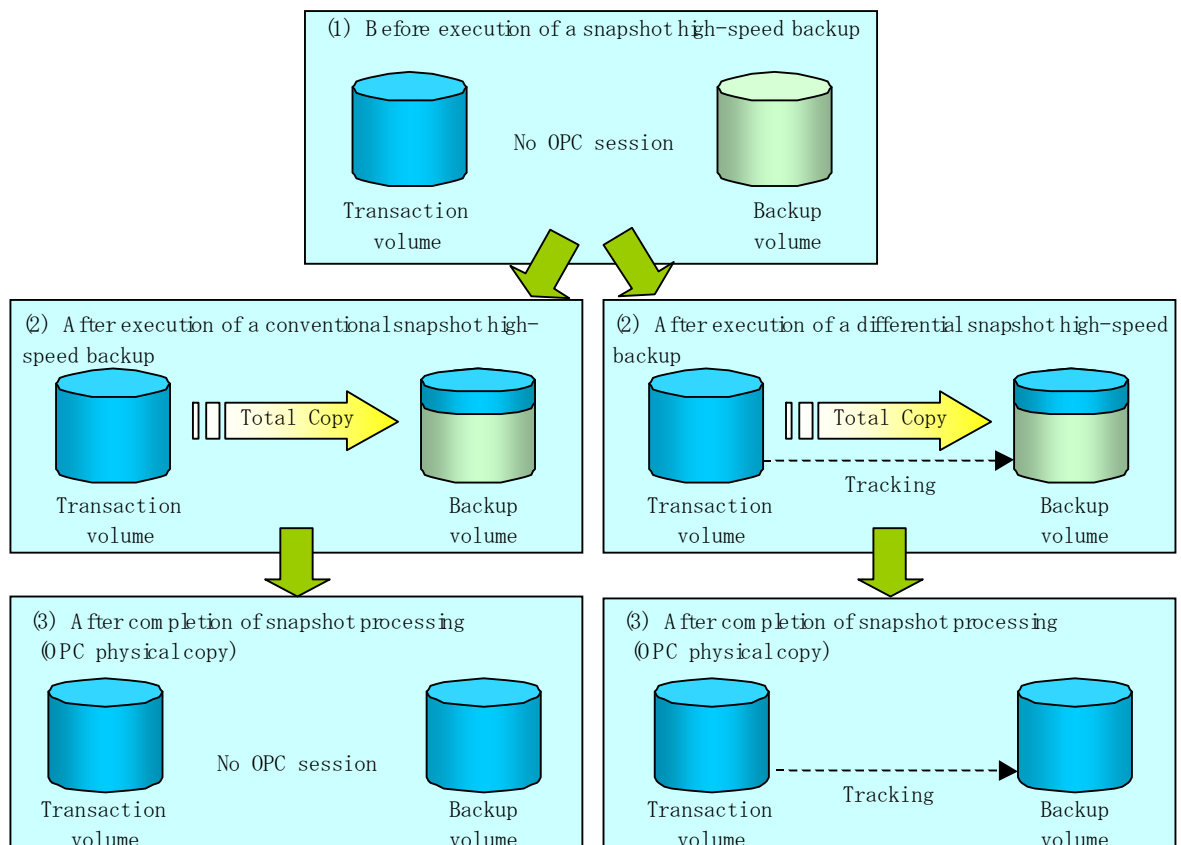 (1) Before execution of a snapshot high-speed backup
No OPC session
Transaction
volume
Backup
volume
(2) After execution of a conventional snapshot high-
speed backup
Total Copy
Transaction
volume
Backup
volume
(2) After execution of a differential snapshot high-speed
backup
Total Copy
Tracking
Transaction
volume
Backup
volume
(3) After completion of snapshot processing
(OPC physical copy)
No OPC session
Transaction
volume
Backup
volume
(3) After completion of snapshot processing
(OPC physical copy)
Tracking
Transaction
volume
Backup
volume